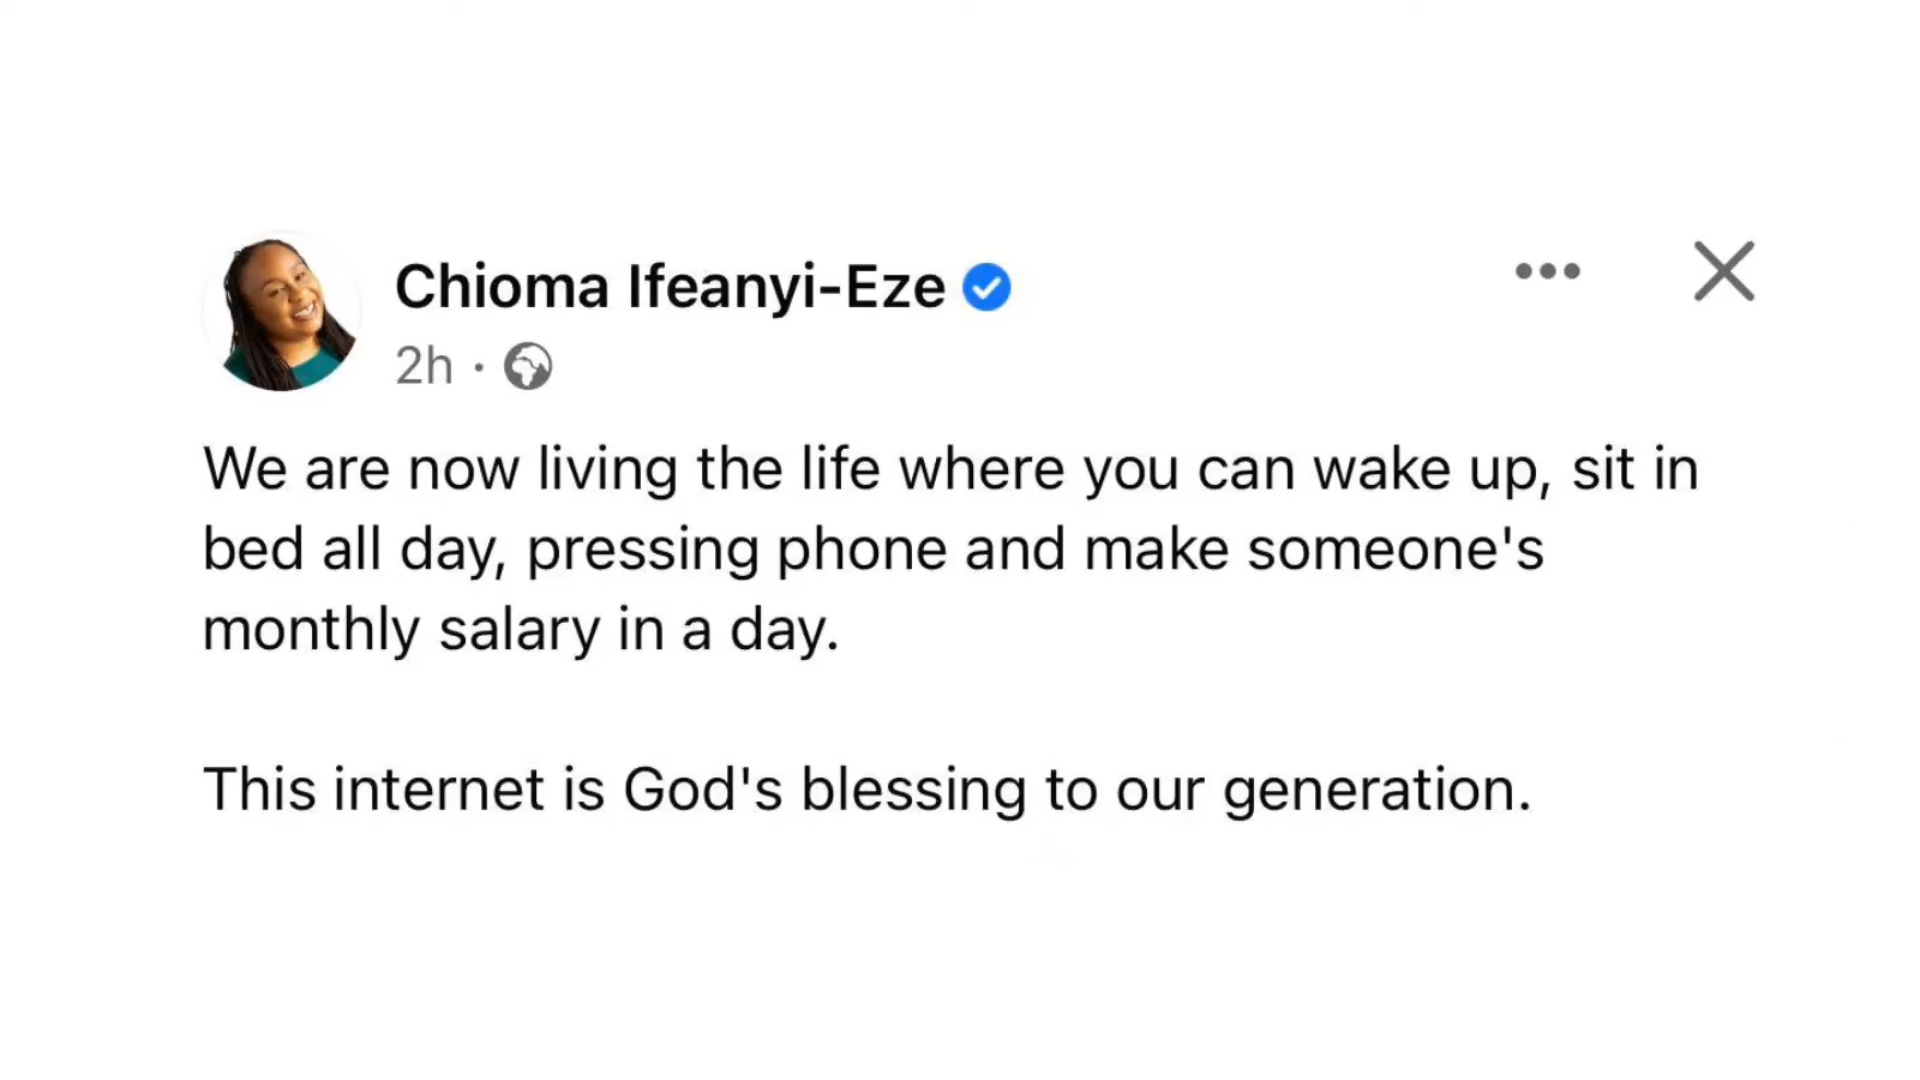 Chioma Ifeanyi-Eze
2h ·
We are now living the life where you can wake up, sit in
bed all day, pressing phone and make someone's
monthly salary in a day.
This internet is God's blessing to our generation.